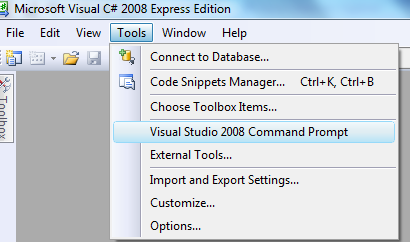 Microsoft Visual C# 2008 Express Edition
File Edit View Tools Window Help
Connect to Database...
Code Snippets Manager... Ctrl+K, Ctrl+B
Choose Toolbox Items...
Visual Studio 2008 Command Prompt
External Tools...
Import and Export Settings...
Customize...
Options...
Toolbox